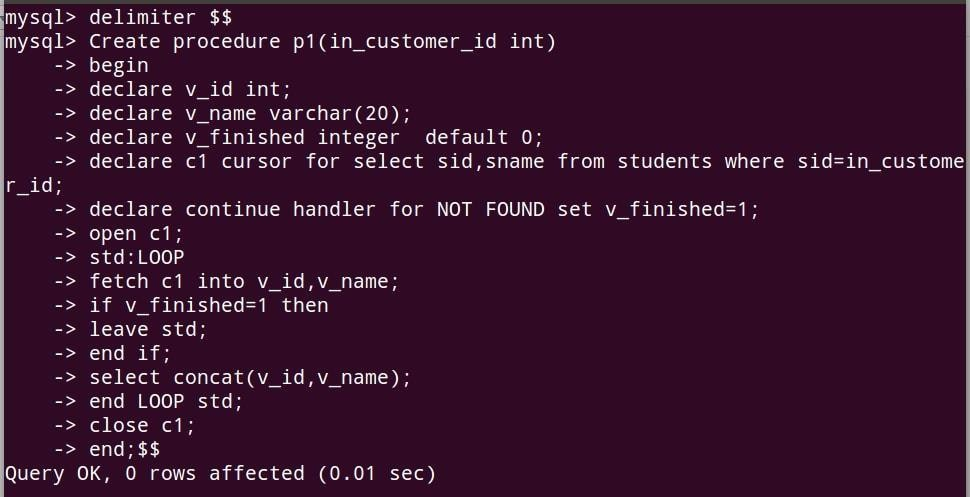 mysql> delimiter $$
mysql> Create procedure p1(in_customer_id int)
    -> begin
    -> declare v_id int;
    -> declare v_name varchar(20);
    -> declare v_finished integer  default 0;
    -> declare c1 cursor for select sid,sname from students where sid=in_custome
r_id;
    -> declare continue handler for NOT FOUND set v_finished=1;
    -> open c1;
    -> std:LOOP
    -> fetch c1 into v_id,v_name;
    -> if v_finished=1 then
    -> leave std;
    -> end if;
    -> select concat(v_id,v_name);
    -> end LOOP std;
    -> close c1;
    -> end;$$
Query OK, 0 rows affected (0.01 sec)